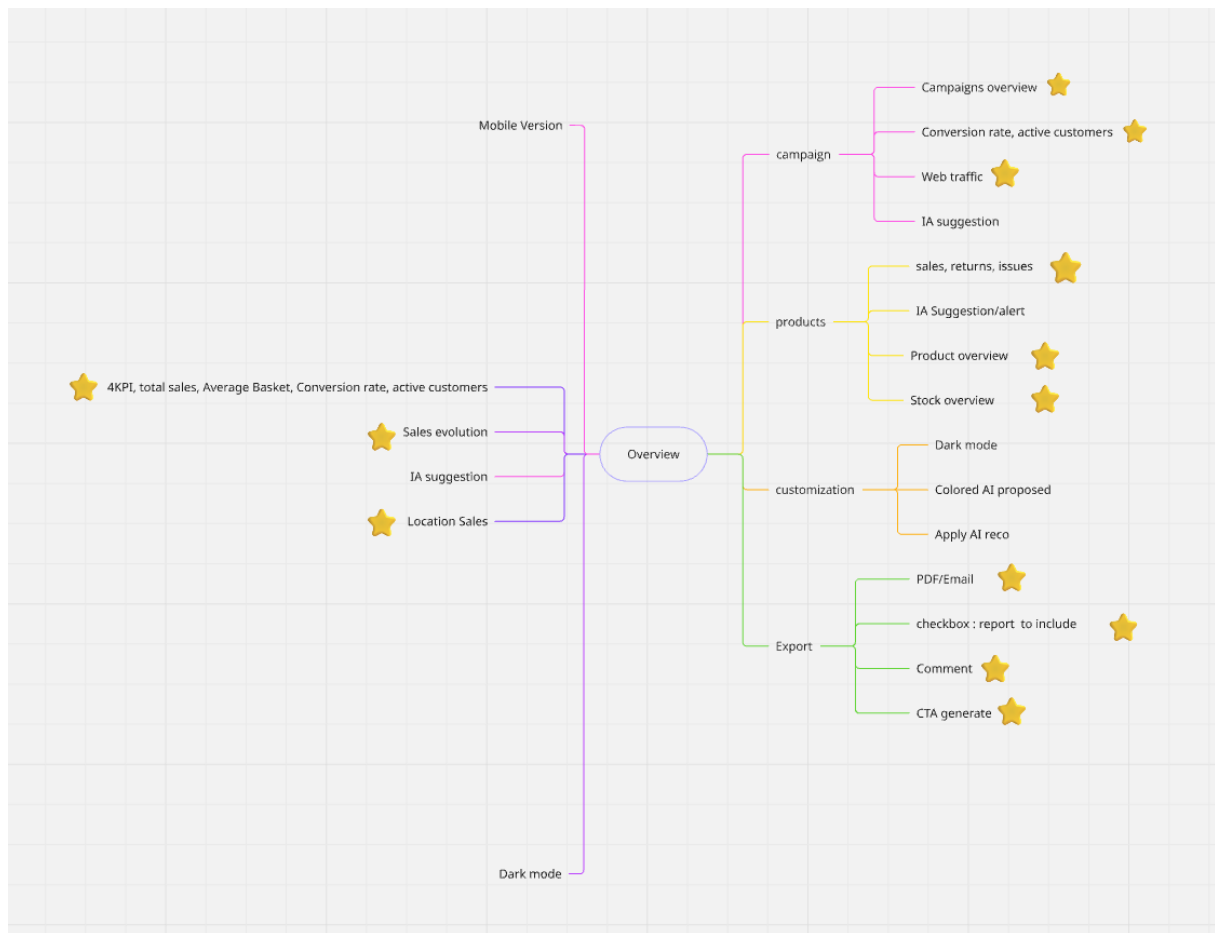 Mobile Version
4KPI, total sales, Average Basket, Conversion rate, active customers
Sales evolution
IA suggestion
Location Sales
Dark mode
Overview
campaign
Campaigns overview
Conversion rate, active customers
Web traffic
IA suggestion
products
sales, returns, issues
IA Suggestion/alert
Product overview
Stock overview
customization
Dark mode
Colored AI proposed
Apply AI reco
Export
PDF/Email
checkbox : report  to include
Comment
CTA generate